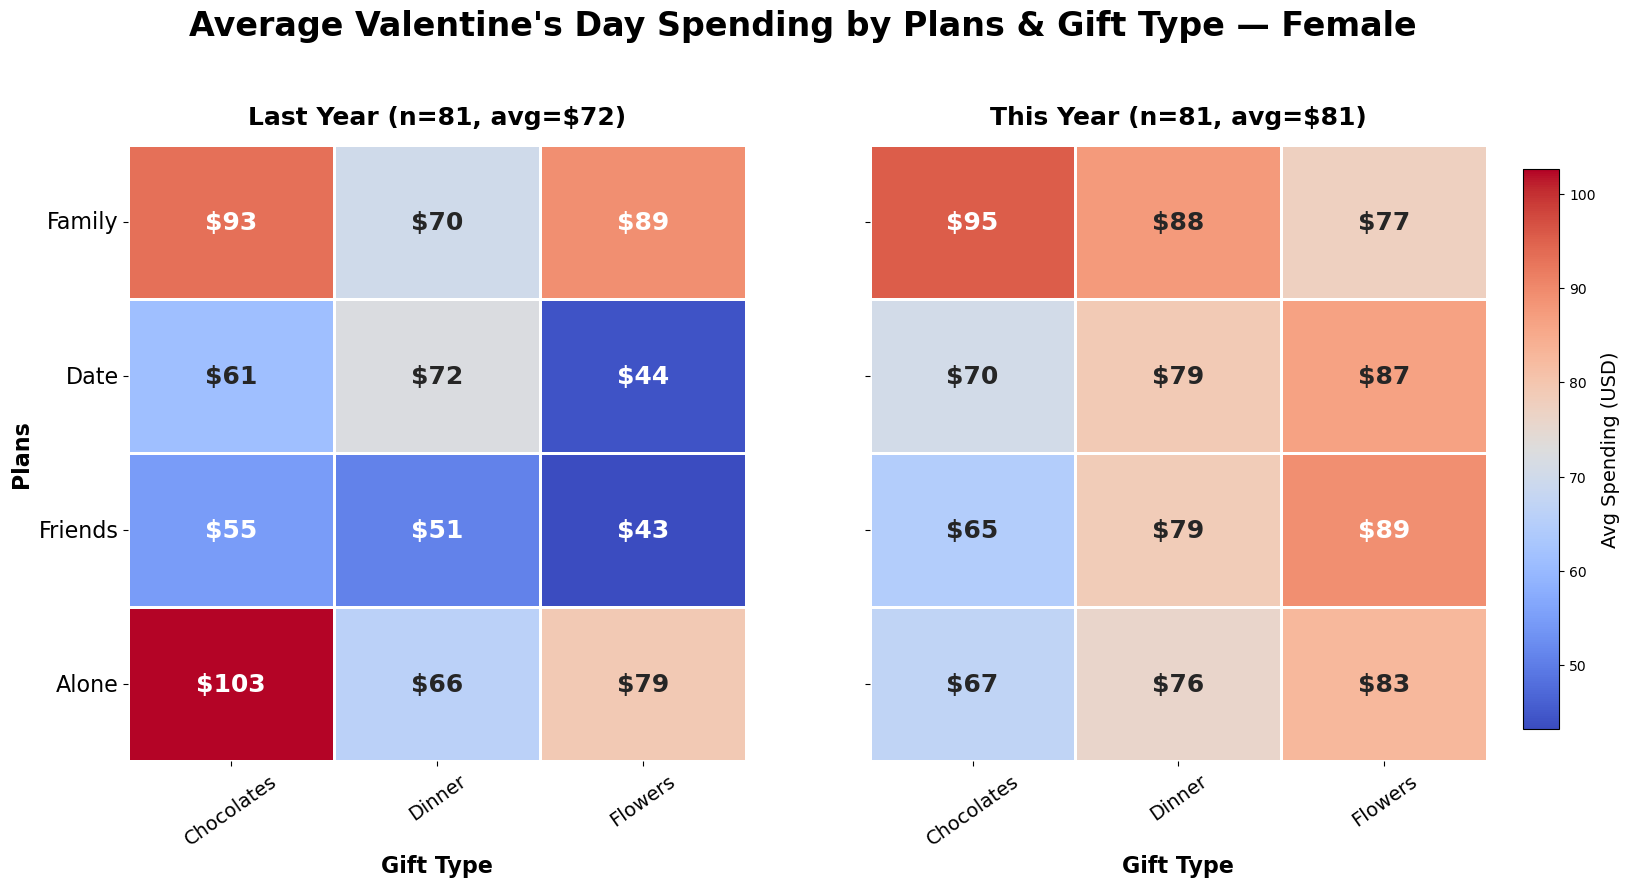 Average Valentine's Day Spending by Plans & Gift Type — Female
Last Year (n=81, avg=$72)
This Year (n=81, avg=$81)
Plans
Family
$93
$70
$89
$95
$88
$77
Date
$61
$72
$44
$70
$79
$87
Friends
$55
$51
$43
$65
$79
$89
Alone
$103
$66
$79
$67
$76
$83
Chocolates
Dinner
Flowers
Gift Type
Chocolates
Dinner
Flowers
Gift Type
100
90
80
70
60
50
Avg Spending (USD)